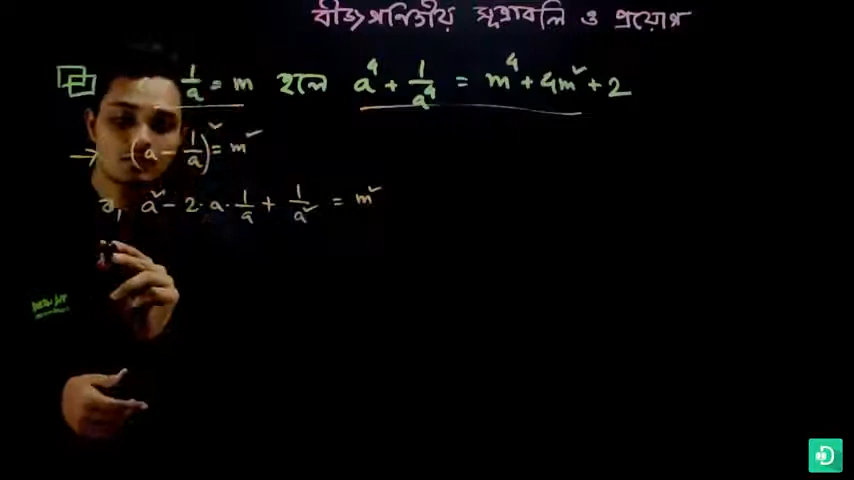 বীজগণিতীয় সূত্রাবলি ও প্রয়োগ
1/a = m হলে a⁴ + 1/a⁴ = m⁴ + 4m² + 2
→ (a - 1/a)² = m²
বা, a² - 2·a·1/a + 1/a² = m²